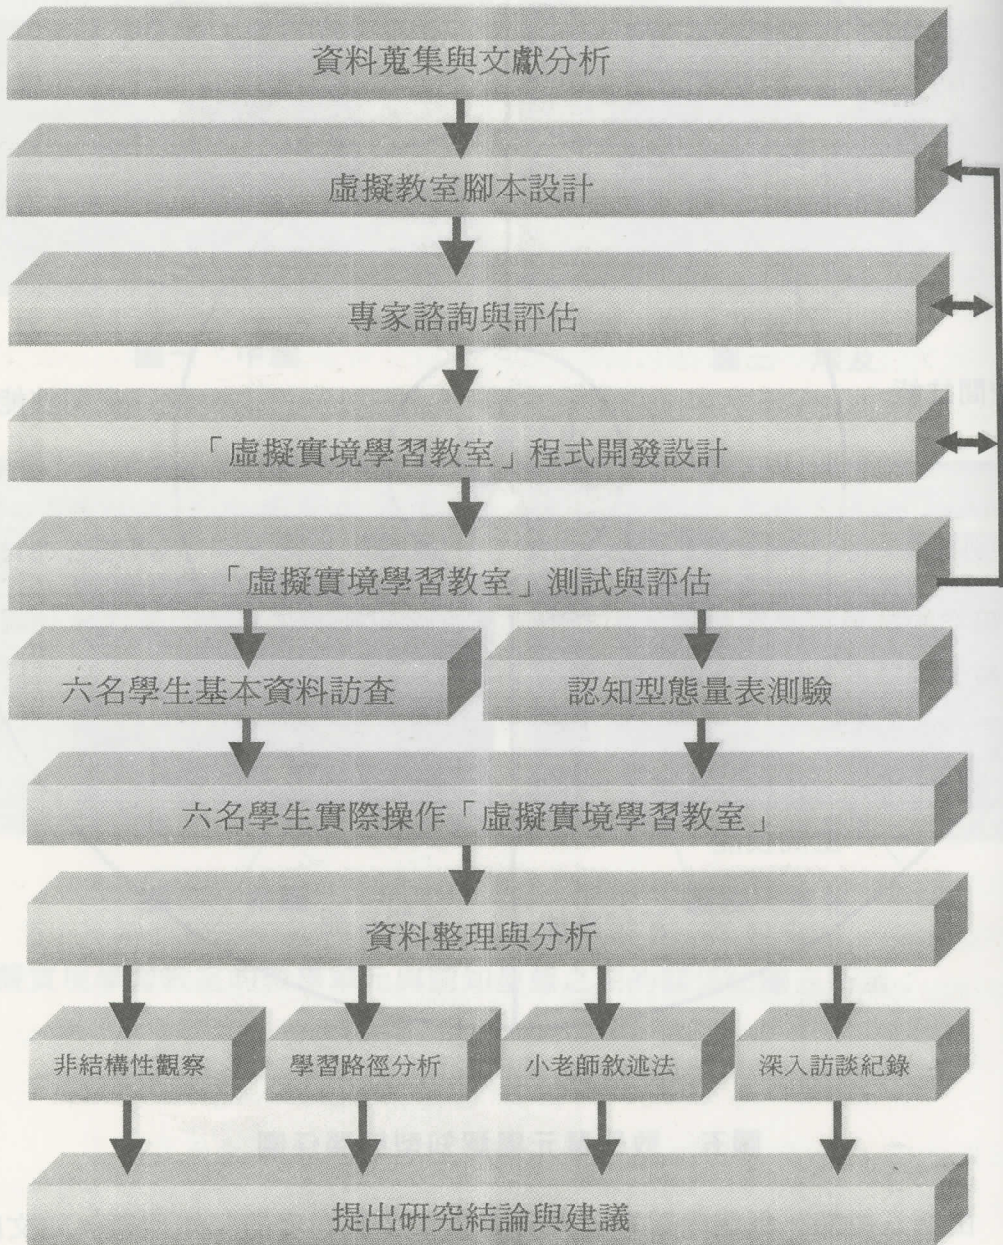 資料蒐集與文獻分析
虛擬教室腳本設計
專家諮詢與評估
「虛擬實境學習教室」程式開發設計
「虛擬實境學習教室」測試與評估
六名學生基本資料訪查
認知型態量表測驗
六名學生實際操作「虛擬實境學習教室」
資料整理與分析
非結構性觀察
學習路徑分析
小老師敘述法
深入訪談紀錄
提出研究結論與建議